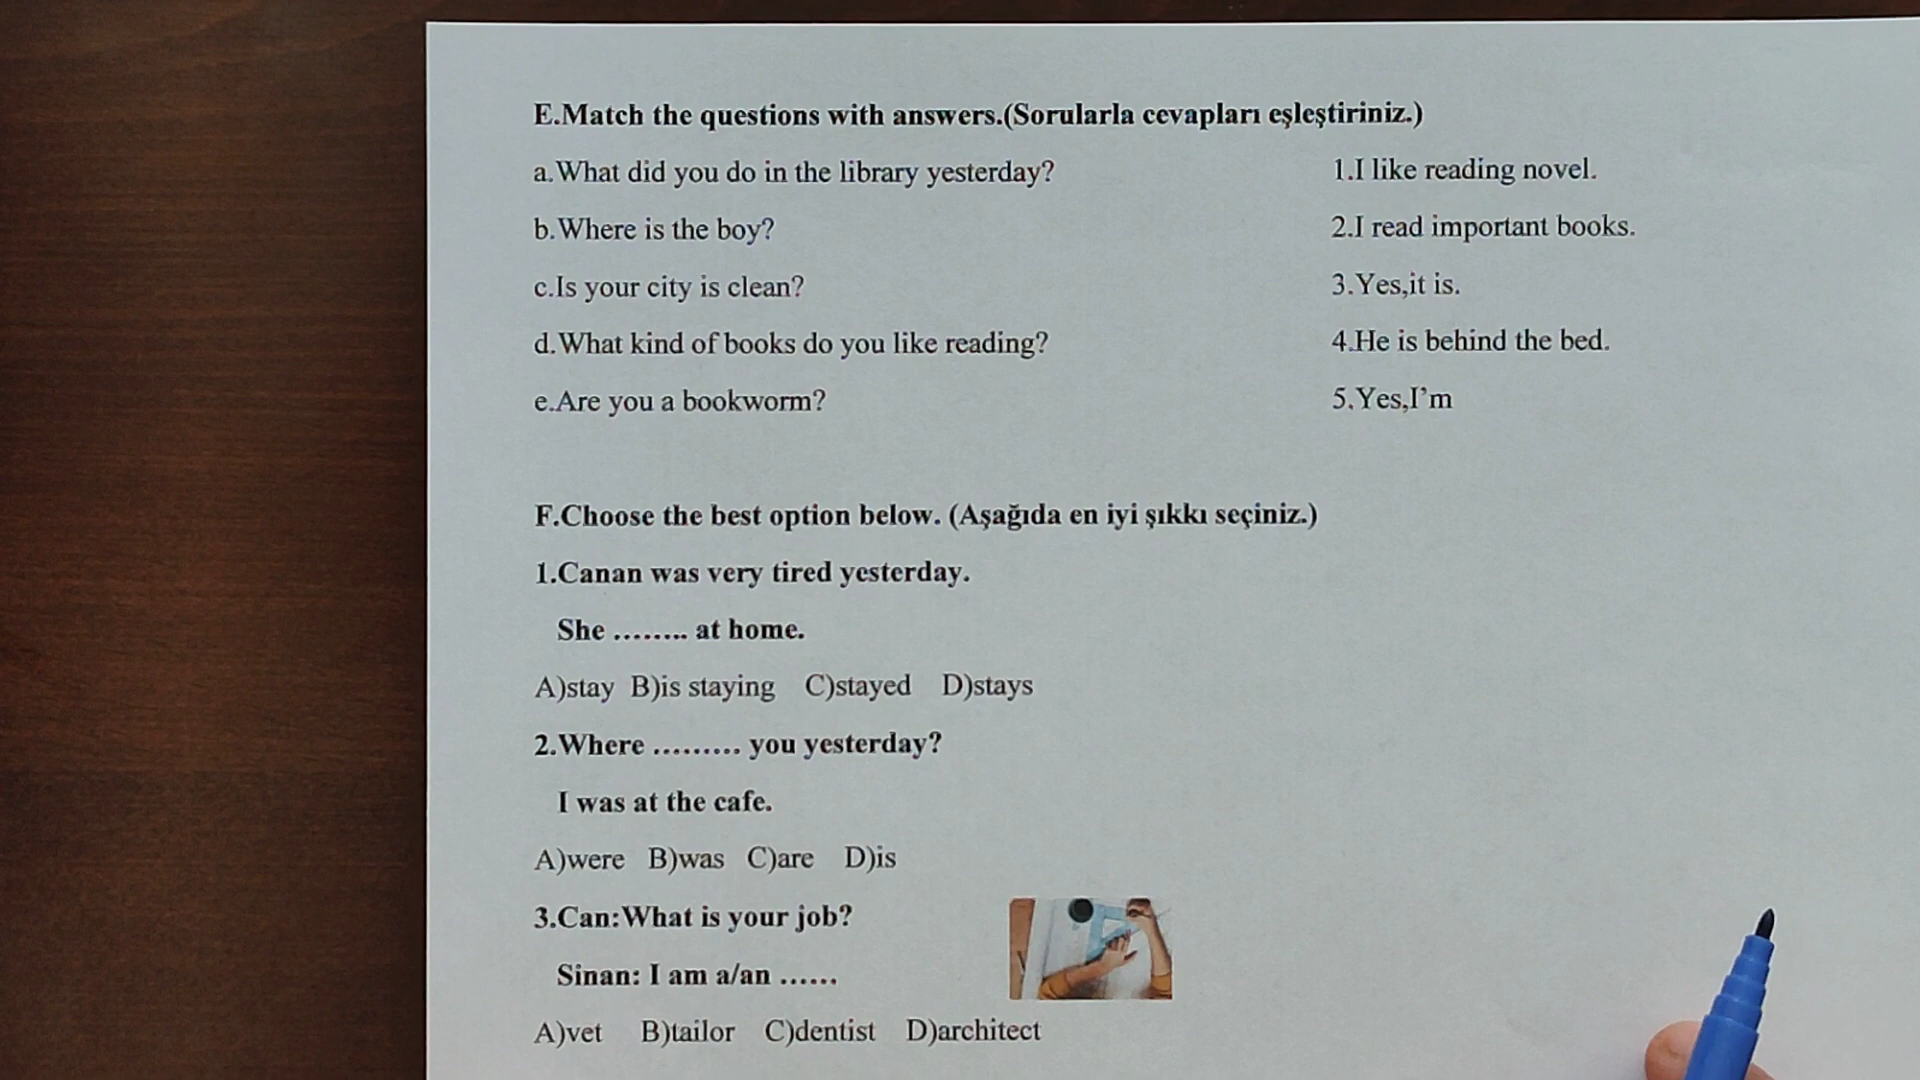 E.Match the questions with answers.(Sorularla cevapları eşleştiriniz.)
a.What did you do in the library yesterday? 1.I like reading novel.
b.Where is the boy? 2.I read important books.
c.Is your city is clean? 3.Yes,it is.
d.What kind of books do you like reading? 4.He is behind the bed.
e.Are you a bookworm? 5.Yes,I'm
F.Choose the best option below. (Aşağıda en iyi şıkkı seçiniz.)
1.Canan was very tired yesterday.
She ........ at home.
A)stay B)is staying C)stayed D)stays
2.Where ......... you yesterday?
I was at the cafe.
A)were B)was C)are D)is
3.Can:What is your job?
Sinan: I am a/an ......
A)vet B)tailor C)dentist D)architect